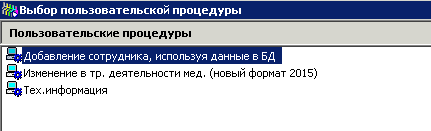 Выбор пользовательской процедуры
Пользовательские процедуры
Добавление сотрудника, используя данные в БД
Изменение в тр. деятельности мед. (новый формат 2015)
Тех.информация